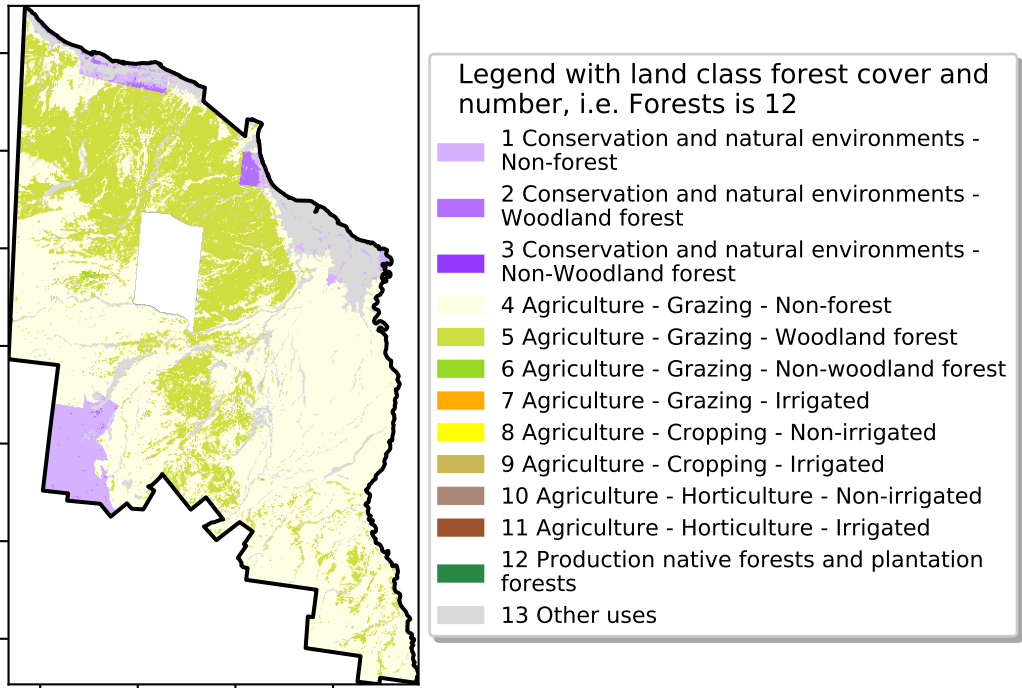 Legend with land class forest cover and
number, i.e. Forests is 12
1 Conservation and natural environments -
Non-forest
2 Conservation and natural environments -
Woodland forest
3 Conservation and natural environments -
Non-Woodland forest
4 Agriculture - Grazing - Non-forest
5 Agriculture - Grazing - Woodland forest
6 Agriculture - Grazing - Non-woodland forest
7 Agriculture - Grazing - Irrigated
8 Agriculture - Cropping - Non-irrigated
9 Agriculture - Cropping - Irrigated
10 Agriculture - Horticulture - Non-irrigated
11 Agriculture - Horticulture - Irrigated
12 Production native forests and plantation
forests
13 Other uses